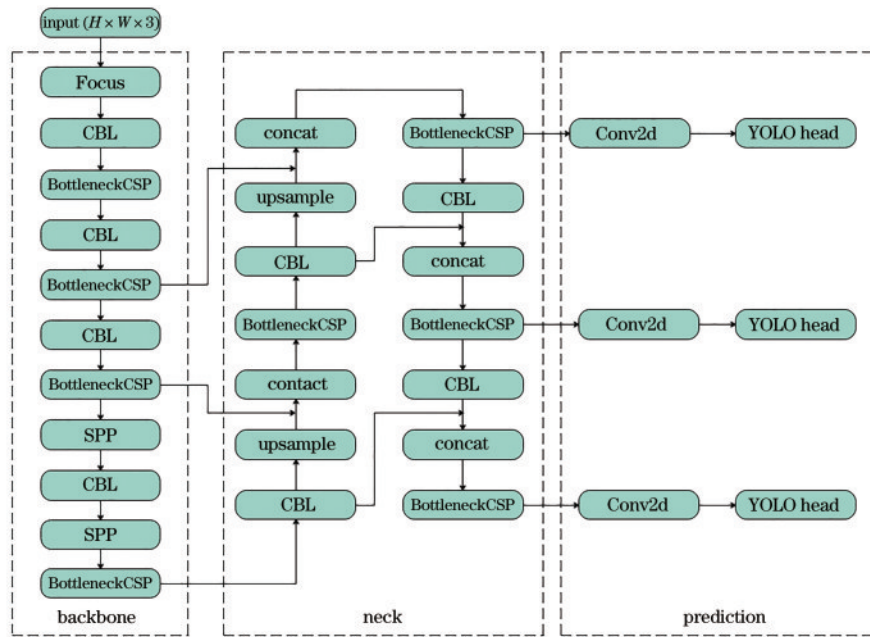 input (H × W × 3)
Focus
CBL
BottleneckCSP
CBL
BottleneckCSP
CBL
BottleneckCSP
SPP
CBL
SPP
BottleneckCSP
backbone
concat
upsample
CBL
BottleneckCSP
contact
upsample
CBL
BottleneckCSP
CBL
concat
BottleneckCSP
CBL
concat
BottleneckCSP
neck
Conv2d
YOLO head
Conv2d
YOLO head
Conv2d
YOLO head
prediction